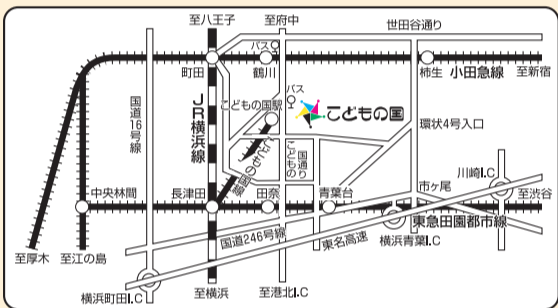 至八王子
至府中
世田谷通り
バス
町田
鶴川
柿生
小田急線
至新宿
バス
こどもの国駅
こどもの国
国道16号線
JR横浜線
こどもの国線
こどもの国通り
環状4号入口
川崎I.C
中央林間
長津田
田奈
青葉台
市ヶ尾
至渋谷
東急田園都市線
国道246号線
東名高速
横浜青葉I.C
至厚木
至江の島
横浜町田I.C
至横浜
至港北I.C